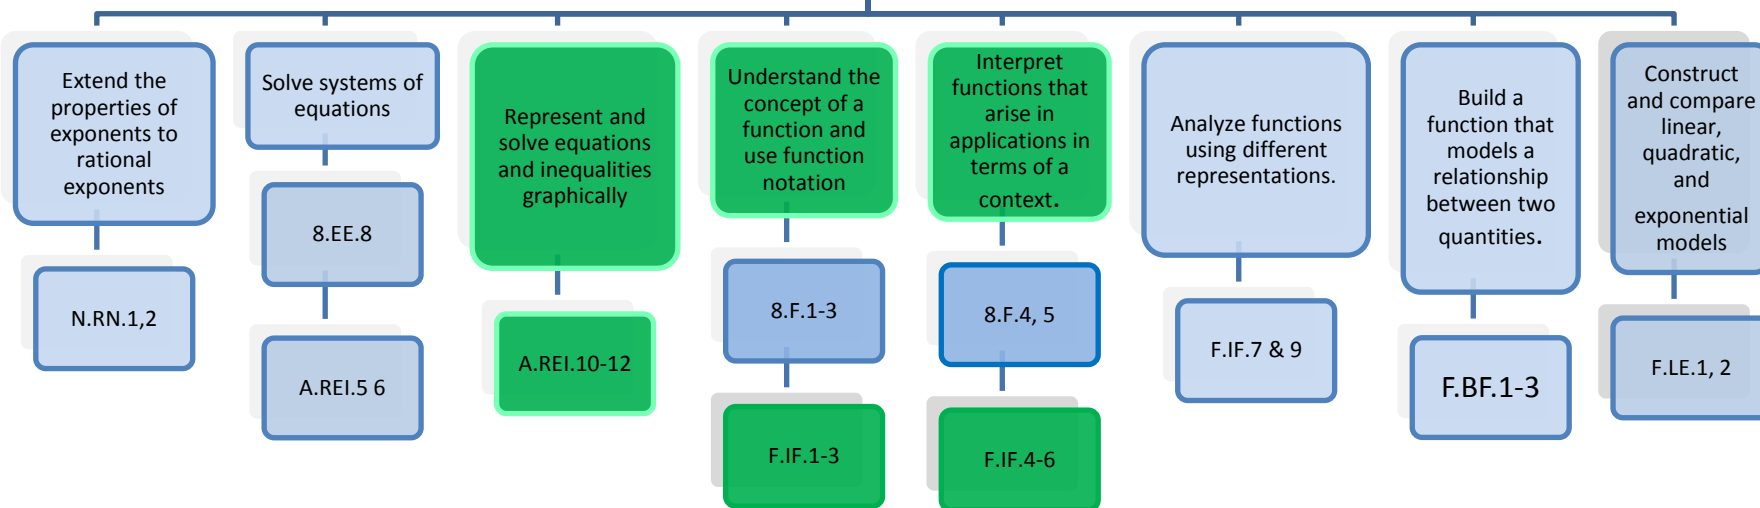 Extend the
properties of
exponents to
rational
exponents
N.RN.1,2
Solve systems of
equations
8.EE.8
A.REI.5 6
Represent and
solve equations
and inequalities
graphically
A.REI.10-12
Understand the
concept of a
function and
use function
notation
8.F.1-3
F.IF.1-3
Interpret
functions that
arise in
applications in
terms of a
context.
8.F.4, 5
F.IF.4-6
Analyze functions
using different
representations.
F.IF.7 & 9
Build a
function that
models a
relationship
between two
quantities.
F.BF.1-3
Construct
and compare
linear,
quadratic,
and
exponential
models
F.LE.1, 2